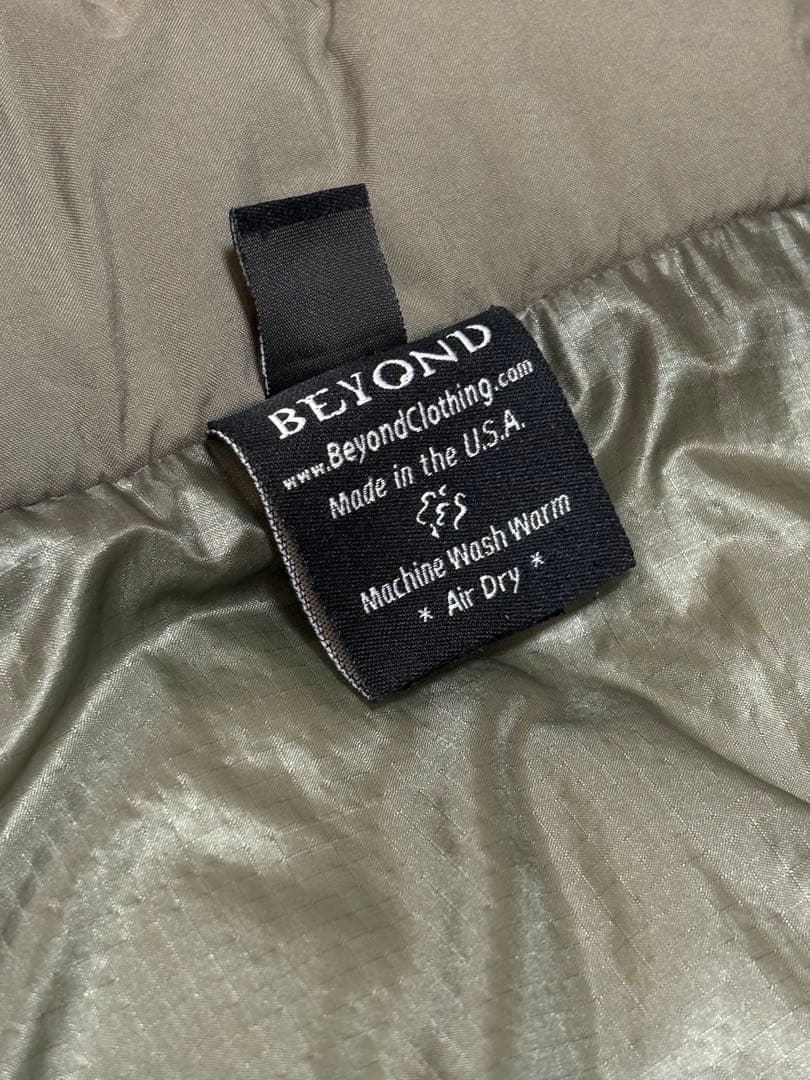 BEYOND
www.BeyondClothing.com
Made in the U.S.A.
Machine Wash Warm
* Air Dry *